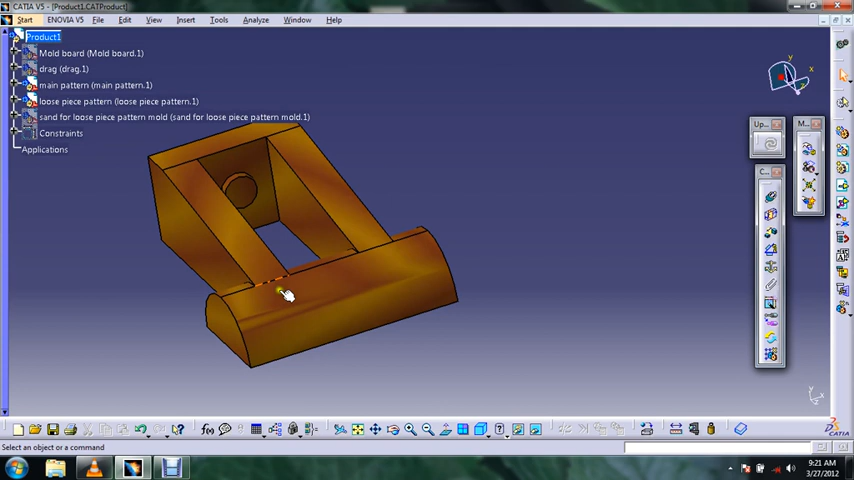 CATIA V5 - [Product1.CATProduct]
Start ENOVIA V5 File Edit View Insert Tools Analyze Window Help
Product1
Mold board (Mold board.1)
drag (drag.1)
main pattern (main pattern.1)
loose piece pattern (loose piece pattern.1)
sand for loose piece pattern mold (sand for loose piece pattern mold.1)
Constraints
Applications
y
x
z
Up...
M...
C...
f(x)
CATIA
Select an object or a command
9:21 AM
3/27/2012